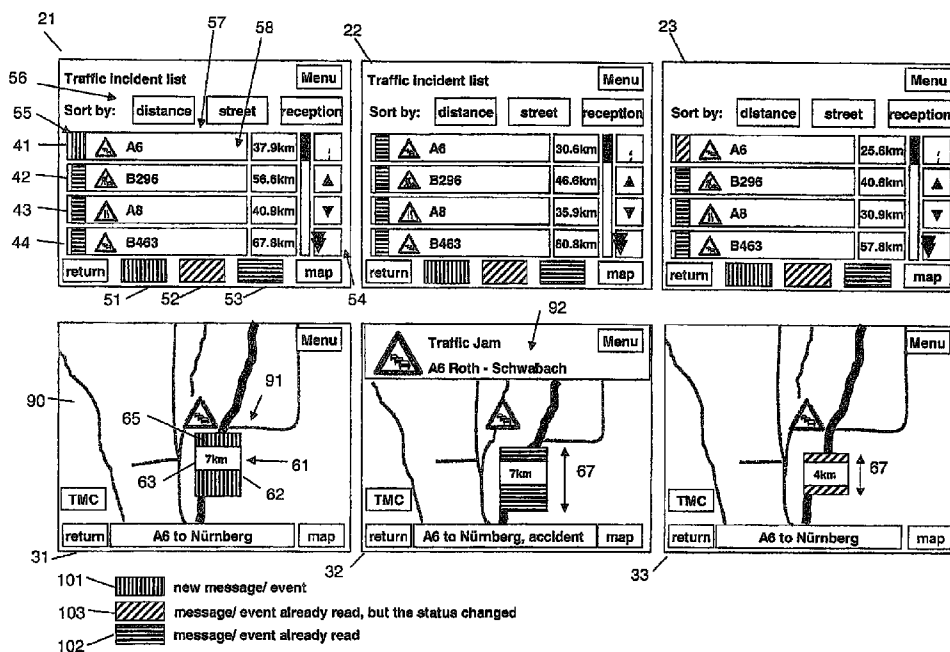 21
57
58
22
23
Traffic incident list
Menu
56
Sort by:
distance
street
reception
55
41
A6
37.9km
42
B296
56.6km
43
A8
40.9km
44
B463
67.8km
return
map
51
52
53
54
Traffic incident list
Menu
Sort by:
distance
street
reception
A6
30.6km
B296
46.6km
A8
35.9km
B463
60.8km
return
map
Menu
Sort by:
distance
street
reception
A6
25.6km
B296
40.6km
A8
30.9km
B463
57.8km
return
map
90
Menu
91
65
7km
61
63
62
TMC
return
A6 to Nürnberg
map
31
92
Traffic Jam
Menu
A6 Roth - Schwabach
7km
67
TMC
return
A6 to Nürnberg, accident
map
32
Menu
4km
67
TMC
return
A6 to Nürnberg
map
33
101
new message/ event
103
message/ event already read, but the status changed
102
message/ event already read